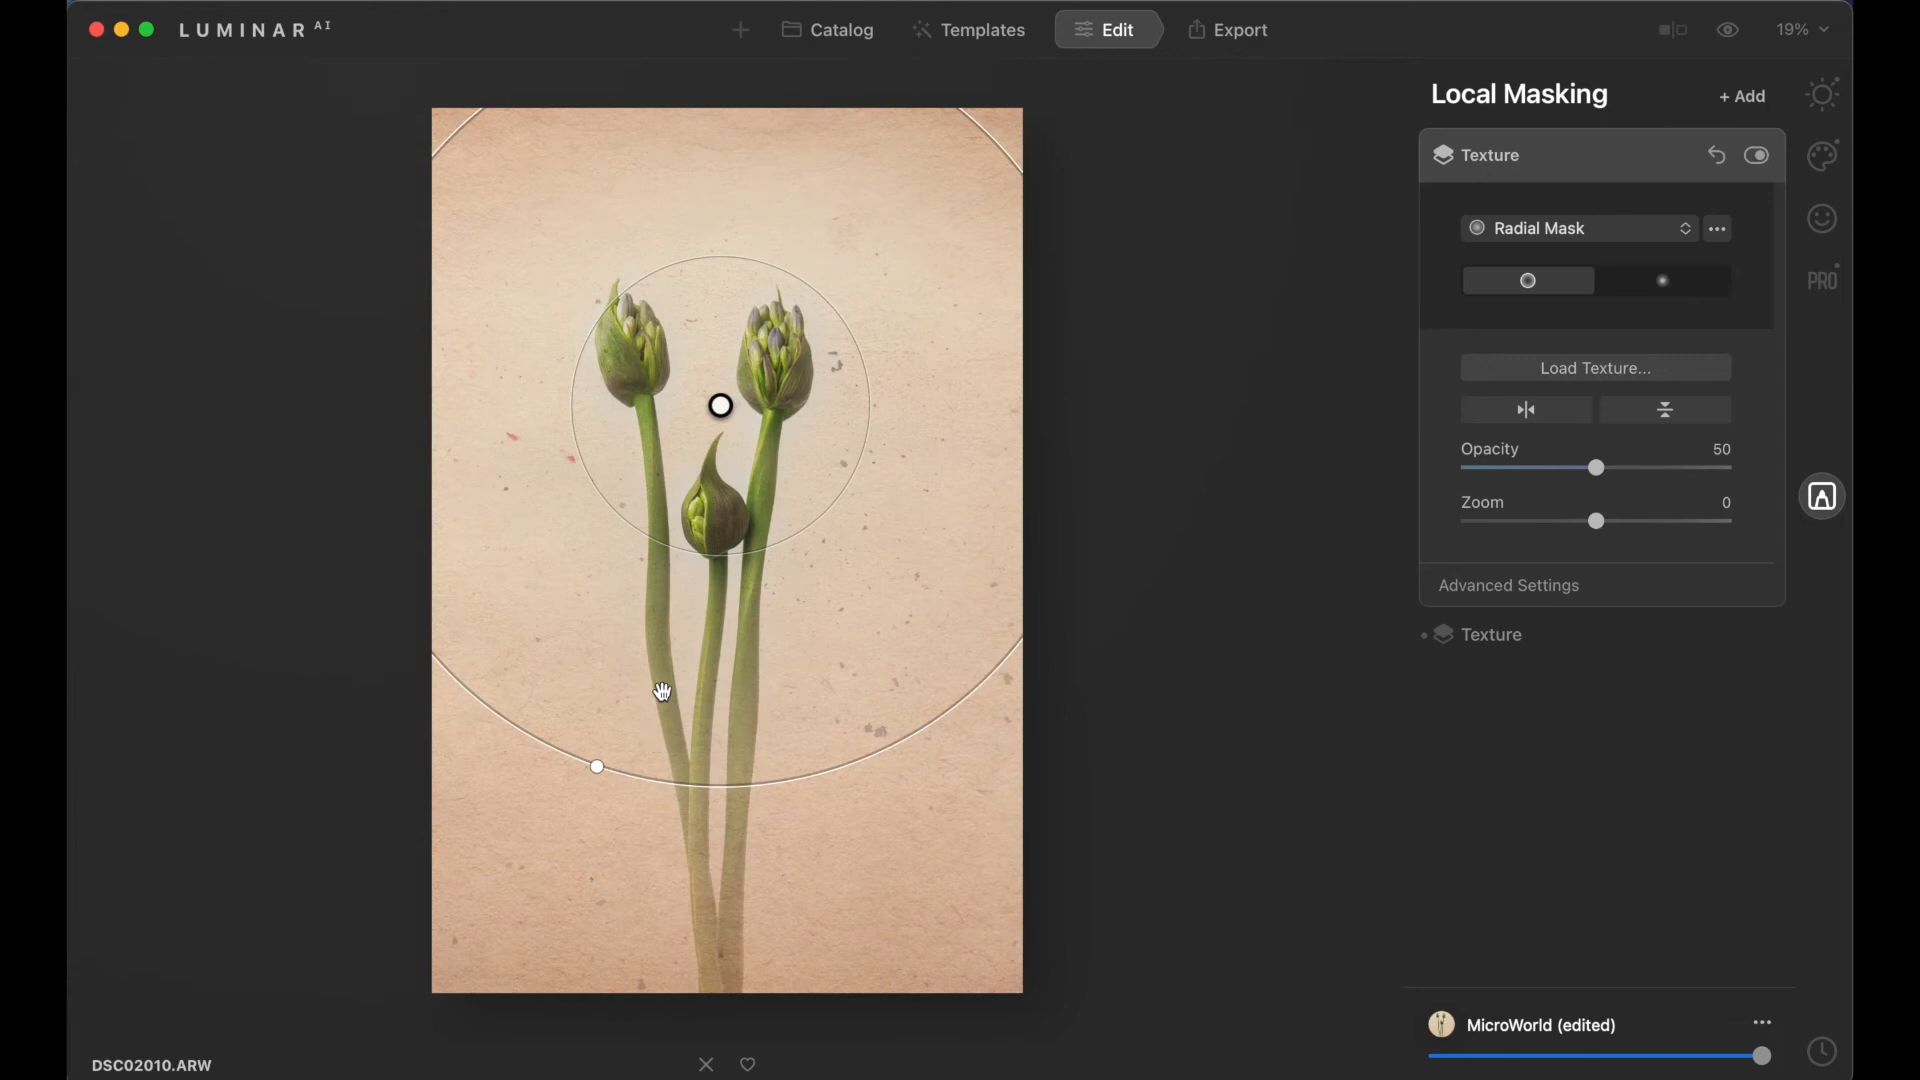 LUMINAR AI
Catalog
Templates
Edit
Export
19%
Local Masking
+ Add
Texture
Radial Mask
PRO
Load Texture...
Opacity 50
Zoom 0
Advanced Settings
Texture
MicroWorld (edited)
DSC02010.ARW